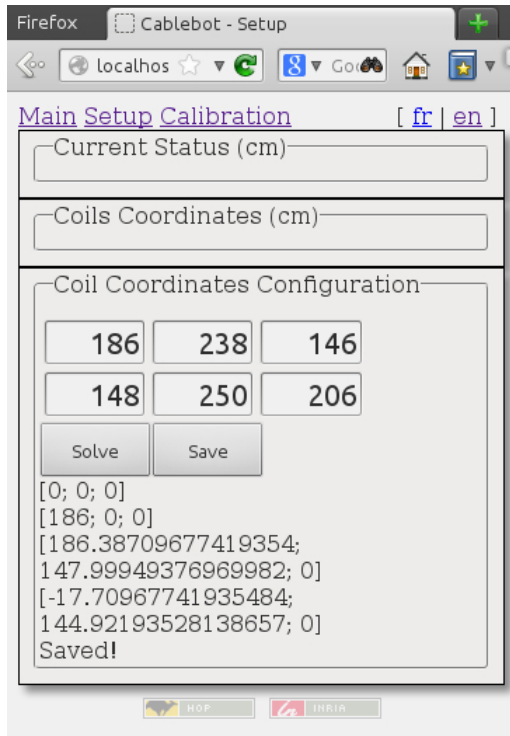 Firefox
Cablebot - Setup
localhos
Goo
Main Setup Calibration [ fr | en ]
Current Status (cm)
Coils Coordinates (cm)
Coil Coordinates Configuration
186 238 146
148 250 206
Solve Save
[0; 0; 0]
[186; 0; 0]
[186.38709677419354;
147.99949376969982; 0]
[-17.70967741935484;
144.92193528138657; 0]
Saved!
HOP INRIA